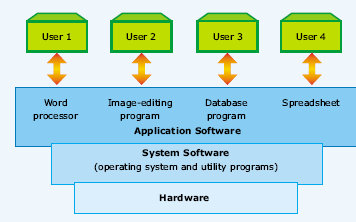 User 1 User 2 User 3 User 4
Word Image-editing Database Spreadsheet
processor program program
Application Software
System Software
(operating system and utility programs)
Hardware